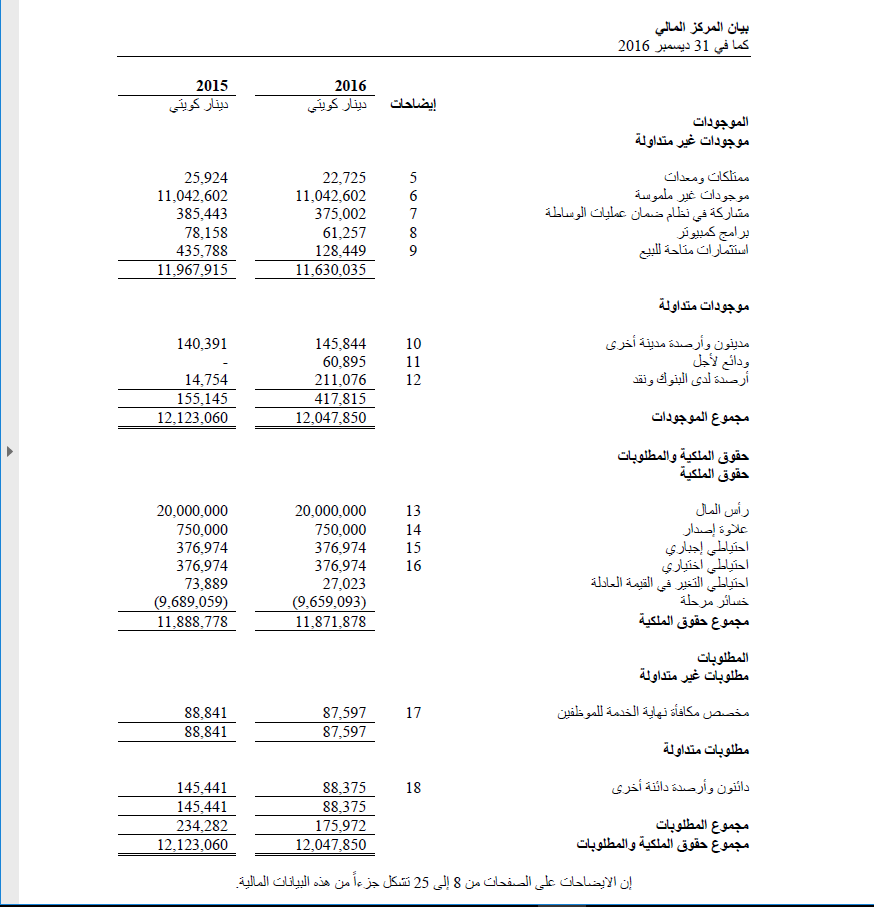 بيان المركز المالي
كما في 31 ديسمبر 2016
2016 2015
إيضاحات دينار كويتي دينار كويتي
الموجودات
موجودات غير متداولة
ممتلكات ومعدات 5 22,725 25,924
موجودات غير ملموسة 6 11,042,602 11,042,602
مشاركة في نظام ضمان عمليات الوساطة 7 375,002 385,443
برامج كمبيوتر 8 61,257 78,158
استثمارات متاحة للبيع 9 128,449 435,788
11,630,035 11,967,915
موجودات متداولة
مدينون وأرصدة مدينة أخرى 10 145,844 140,391
ودائع لأجل 11 60,895 -
أرصدة لدى البنوك ونقد 12 211,076 14,754
417,815 155,145
مجموع الموجودات 12,047,850 12,123,060
حقوق الملكية والمطلوبات
حقوق الملكية
رأس المال 13 20,000,000 20,000,000
علاوة إصدار 14 750,000 750,000
احتياطي إجباري 15 376,974 376,974
احتياطي اختياري 16 376,974 376,974
احتياطي التغير في القيمة العادلة 27,023 73,889
خسائر مرحلة (9,659,093) (9,689,059)
مجموع حقوق الملكية 11,871,878 11,888,778
المطلوبات
مطلوبات غير متداولة
مخصص مكافأة نهاية الخدمة للموظفين 17 87,597 88,841
87,597 88,841
مطلوبات متداولة
دائنون وأرصدة دائنة أخرى 18 88,375 145,441
88,375 145,441
مجموع المطلوبات 175,972 234,282
مجموع حقوق الملكية والمطلوبات 12,047,850 12,123,060
إن الايضاحات على الصفحات من 8 إلى 25 تشكل جزءاً من هذه البيانات المالية.